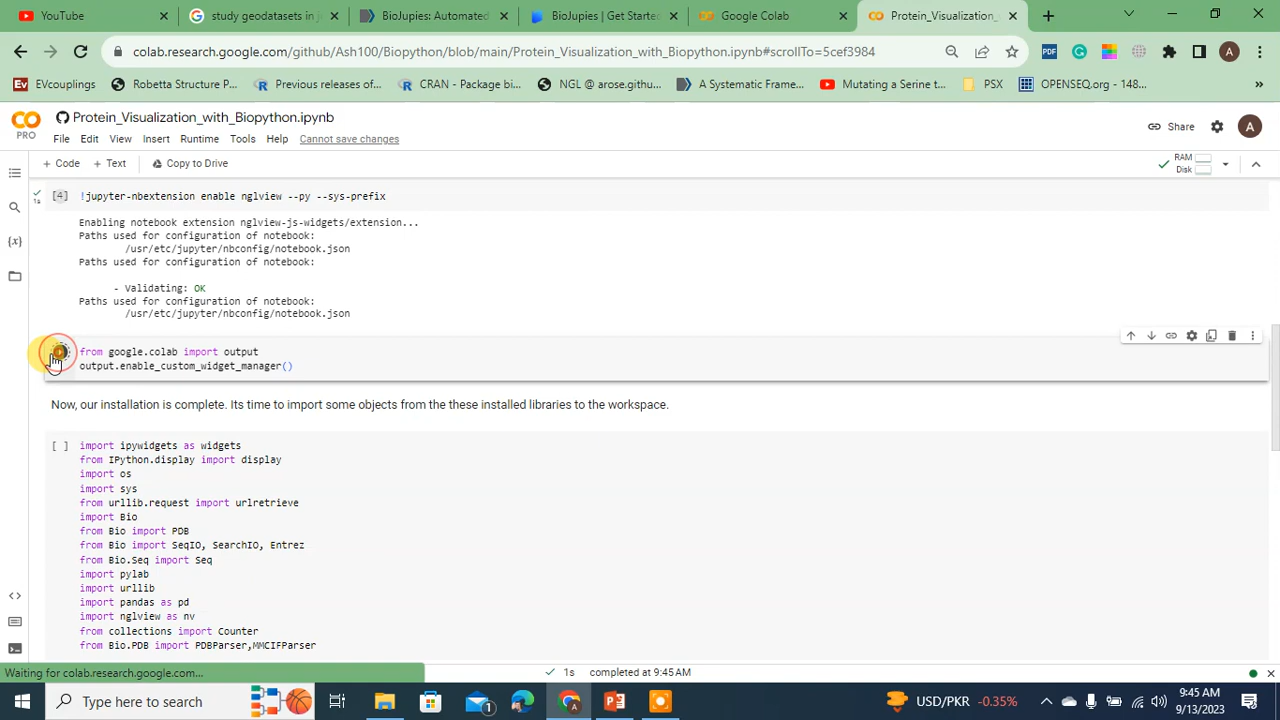 YouTube
study geodatasets in ji
BioJupies: Automated
BioJupies | Get Starte
Google Colab
Protein_Visualization_
colab.research.google.com/github/Ash100/Biopython/blob/main/Protein_Visualization_with_Biopython.ipynb#scrollTo=5cef3984
PDF
A
Ev EVcouplings
Robetta Structure P...
Previous releases of...
CRAN - Package bi...
NGL @ arose.githu...
A Systematic Frame...
Mutating a Serine t...
PSX
OPENSEQ.org - 148...
»
PRO
Protein_Visualization_with_Biopython.ipynb
File Edit View Insert Runtime Tools Help Cannot save changes
Share
A
+ Code + Text Copy to Drive
RAM
Disk
[4] !jupyter-nbextension enable nglview --py --sys-prefix
1s
Enabling notebook extension nglview-js-widgets/extension...
Paths used for configuration of notebook:
/usr/etc/jupyter/nbconfig/notebook.json
Paths used for configuration of notebook:
- Validating: OK
Paths used for configuration of notebook:
/usr/etc/jupyter/nbconfig/notebook.json
from google.colab import output
output.enable_custom_widget_manager()
Now, our installation is complete. Its time to import some objects from the these installed libraries to the workspace.
[ ] import ipywidgets as widgets
from IPython.display import display
import os
import sys
from urllib.request import urlretrieve
import Bio
from Bio import PDB
from Bio import SeqIO, SearchIO, Entrez
from Bio.Seq import Seq
import pylab
import urllib
import pandas as pd
import nglview as nv
from collections import Counter
from Bio.PDB import PDBParser,MMCIFParser
Waiting for colab.research.google.com...
1s completed at 9:45 AM
Type here to search
1
USD/PKR -0.35%
9:45 AM
9/13/2023